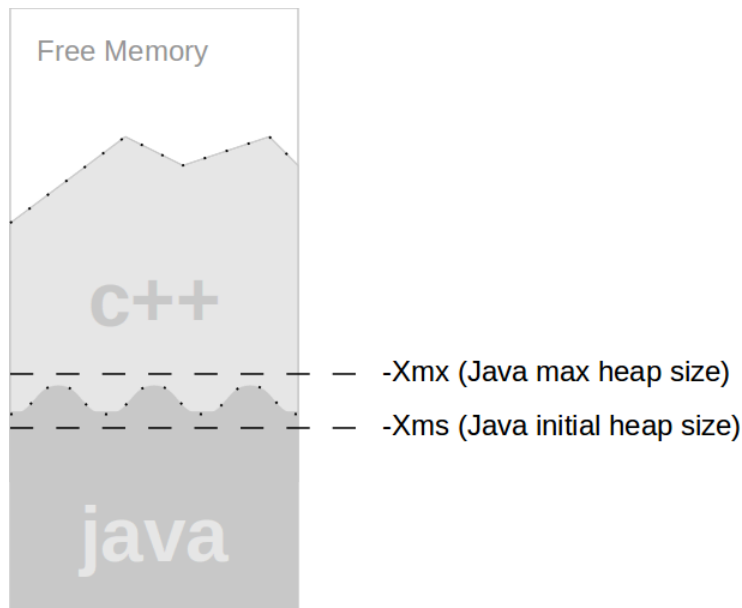 Free Memory
c++
-Xmx (Java max heap size)
-Xms (Java initial heap size)
java